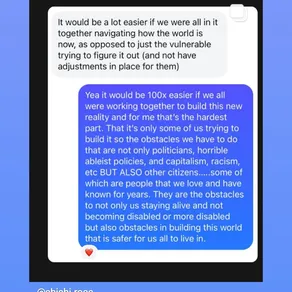 It would be a lot easier if we were all in it
together navigating how the world is
now, as opposed to just the vulnerable
trying to figure it out (and not have
adjustments in place for them)
Yea it would be 100x easier if we all
were working together to build this new
reality and for me that's the hardest
part. That it's only some of us trying to
build it so the obstacles we have to do
that are not only politicians, horrible
ableist policies, and capitalism, racism,
etc BUT ALSO other citizens.....some of
which are people that we love and have
known for years. They are the obstacles
to not only us staying alive and not
becoming disabled or more disabled
but also obstacles in building this world
that is safer for us all to live in.